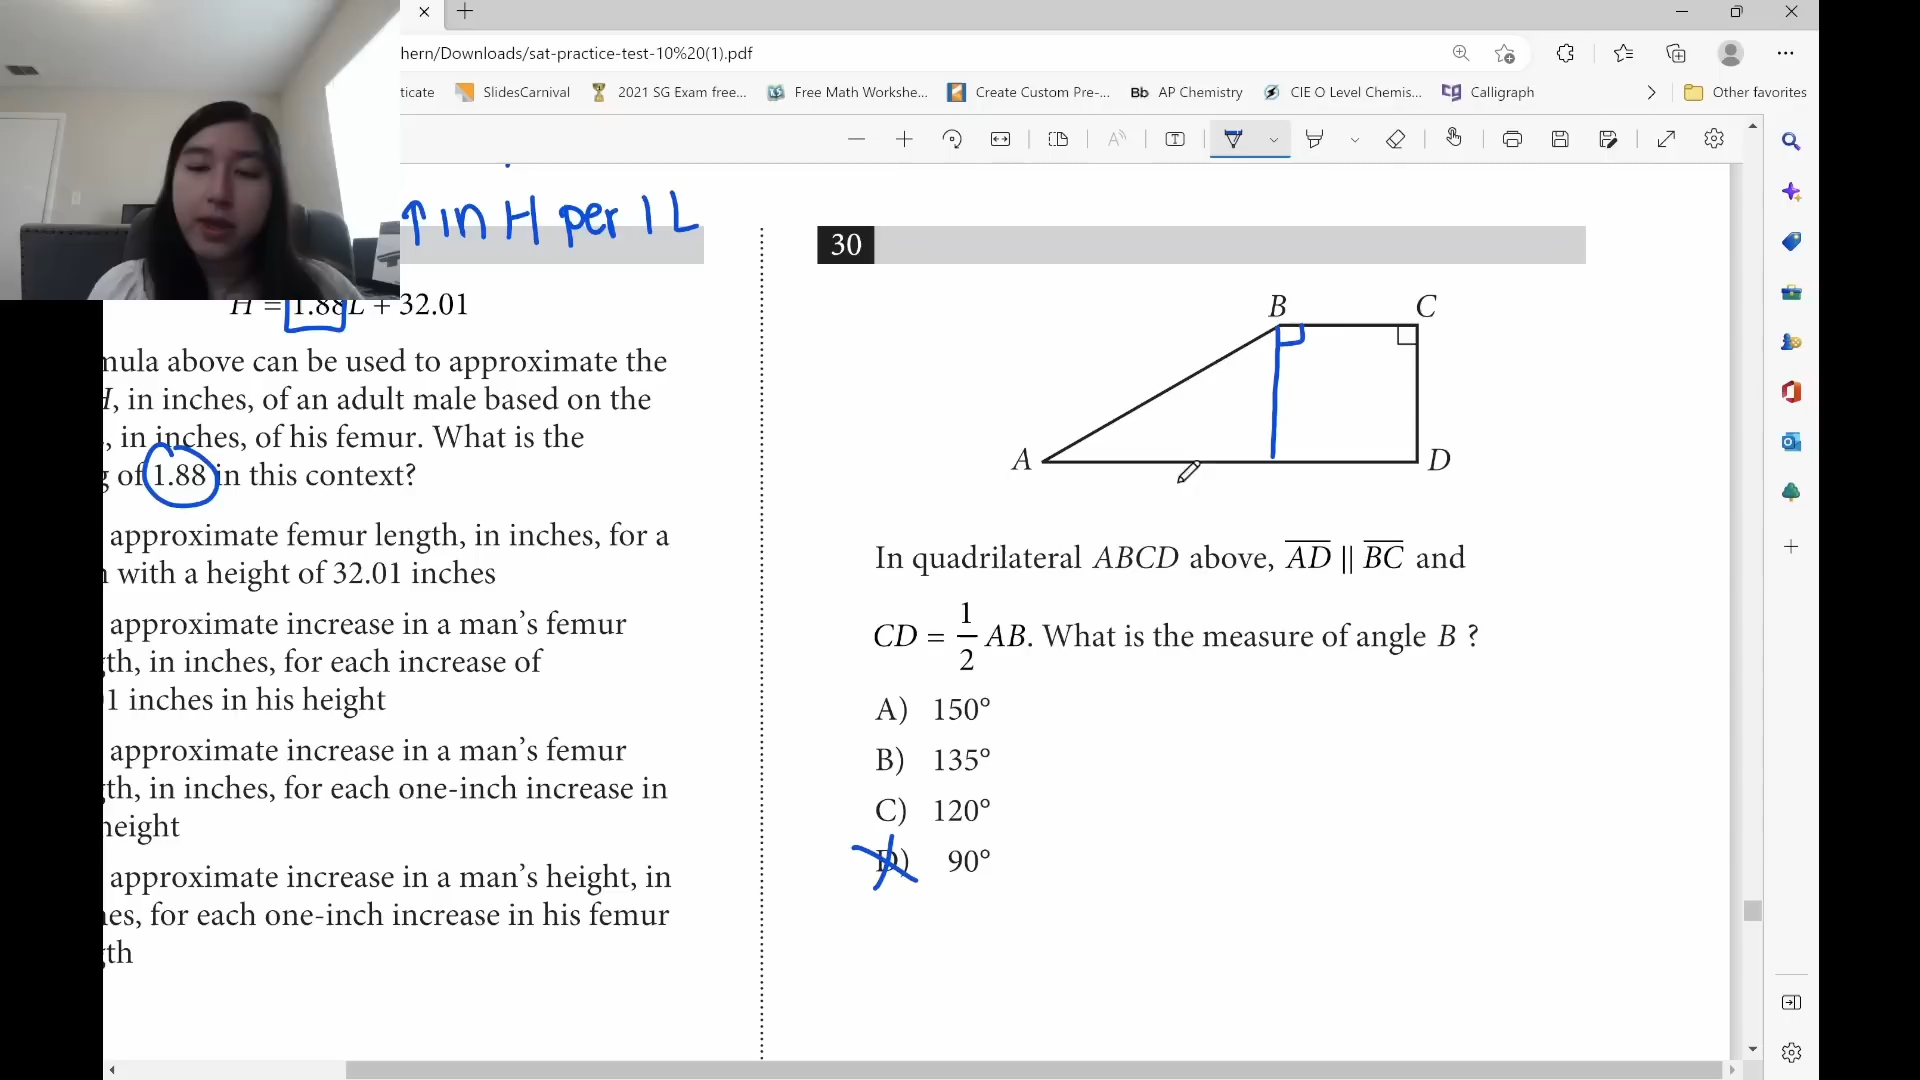 hern/Downloads/sat-practice-test-10%20(1).pdf
ticate SlidesCarnival 2021 SG Exam free... Free Math Workshe... Create Custom Pre-... Bb AP Chemistry CIE O Level Chemis... Calligraph Other favorites
↑ in H per 1 L
H = 1.88L + 32.01
mula above can be used to approximate the
H, in inches, of an adult male based on the
, in inches, of his femur. What is the
g of 1.88 in this context?
approximate femur length, in inches, for a
n with a height of 32.01 inches
approximate increase in a man’s femur
gth, in inches, for each increase of
1 inches in his height
approximate increase in a man’s femur
gth, in inches, for each one-inch increase in
height
approximate increase in a man’s height, in
hes, for each one-inch increase in his femur
gth
30
B C
A D
In quadrilateral ABCD above, \overline{AD} || \overline{BC} and
CD = 1/2 AB. What is the measure of angle B ?
A) 150°
B) 135°
C) 120°
D) 90°